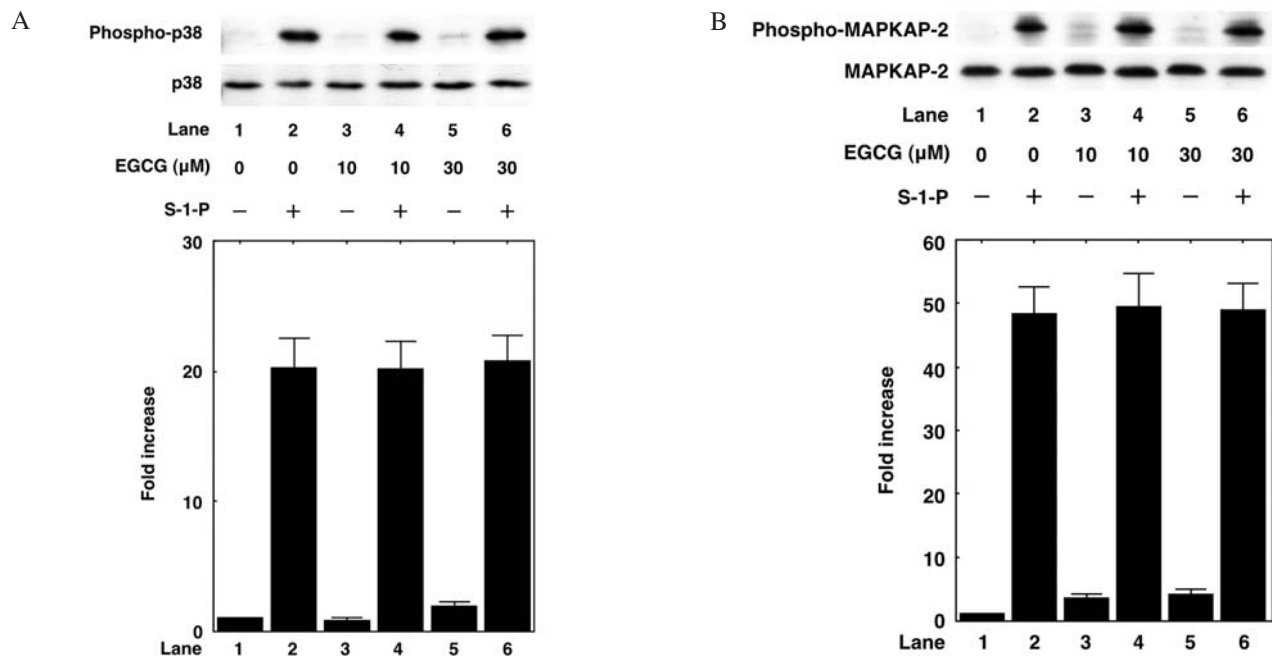 A
Phospho-p38
p38
Lane 1 2 3 4 5 6
EGCG (µM) 0 0 10 10 30 30
S-1-P − + − + − +
30
20
10
0
Fold increase
Lane 1 2 3 4 5 6
B
Phospho-MAPKAP-2
MAPKAP-2
Lane 1 2 3 4 5 6
EGCG (µM) 0 0 10 10 30 30
S-1-P − + − + − +
60
50
40
30
20
10
0
Fold increase
Lane 1 2 3 4 5 6